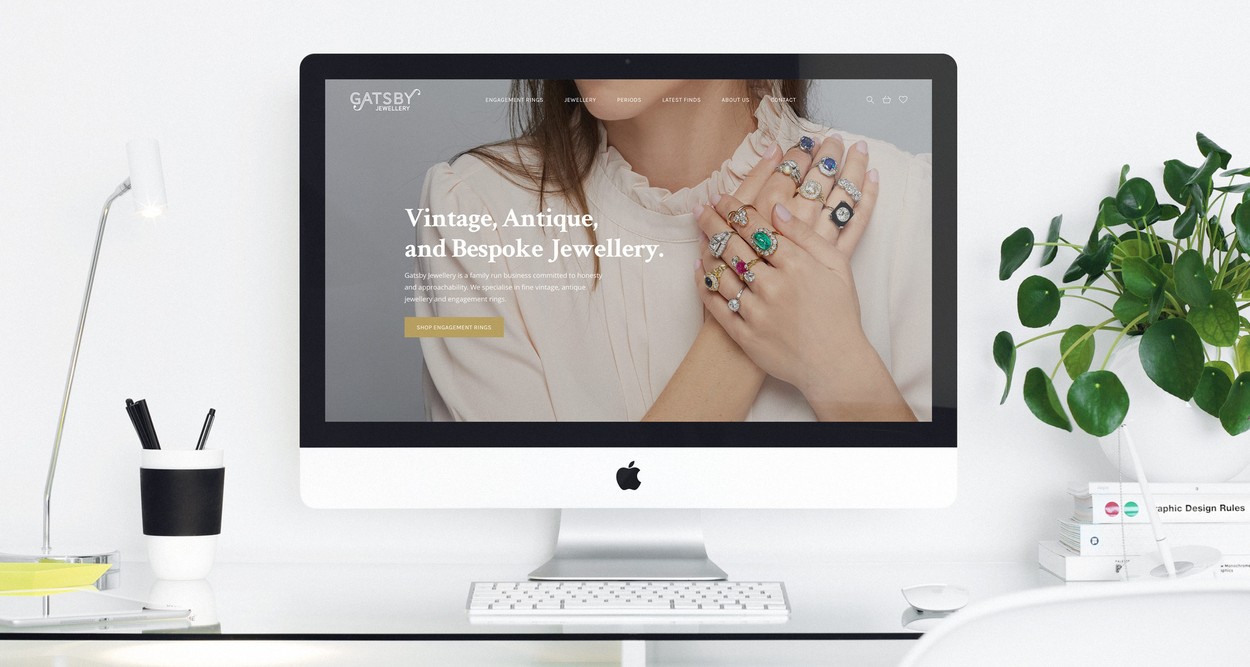 GATSBY
JEWELLERY
ENGAGEMENT RINGS JEWELLERY PERIODS LATEST FINDS ABOUT US CONTACT
Vintage, Antique,
and Bespoke Jewellery.
Gatsby Jewellery is a family run business committed to honesty
and approachability. We specialise in fine vintage, antique
jewellery and engagement rings.
SHOP ENGAGEMENT RINGS
raphic Design Rules